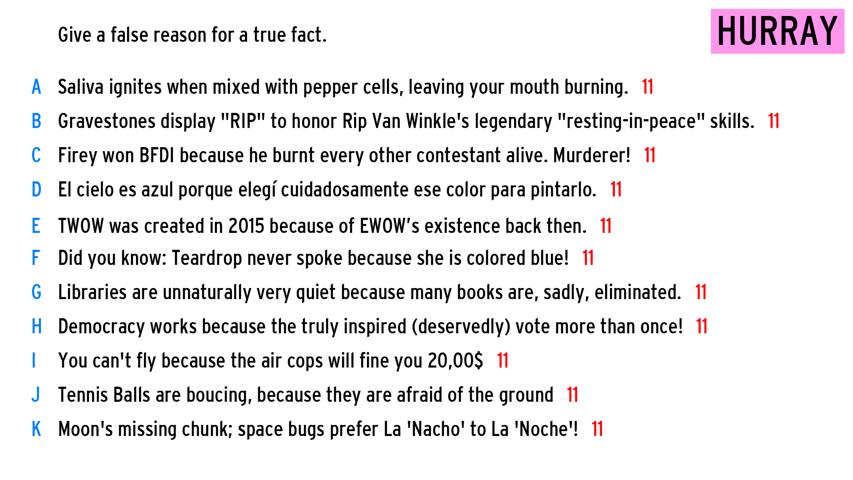 Give a false reason for a true fact.
HURRAY
A Saliva ignites when mixed with pepper cells, leaving your mouth burning. 11
B Gravestones display "RIP" to honor Rip Van Winkle's legendary "resting-in-peace" skills. 11
C Firey won BFDI because he burnt every other contestant alive. Murderer! 11
D El cielo es azul porque elegí cuidadosamente ese color para pintarlo. 11
E TWOW was created in 2015 because of EWOW's existence back then. 11
F Did you know: Teardrop never spoke because she is colored blue! 11
G Libraries are unnaturally very quiet because many books are, sadly, eliminated. 11
H Democracy works because the truly inspired (deservedly) vote more than once! 11
I You can't fly because the air cops will fine you 20,00$ 11
J Tennis Balls are boucing, because they are afraid of the ground 11
K Moon's missing chunk; space bugs prefer La 'Nacho' to La 'Noche'! 11